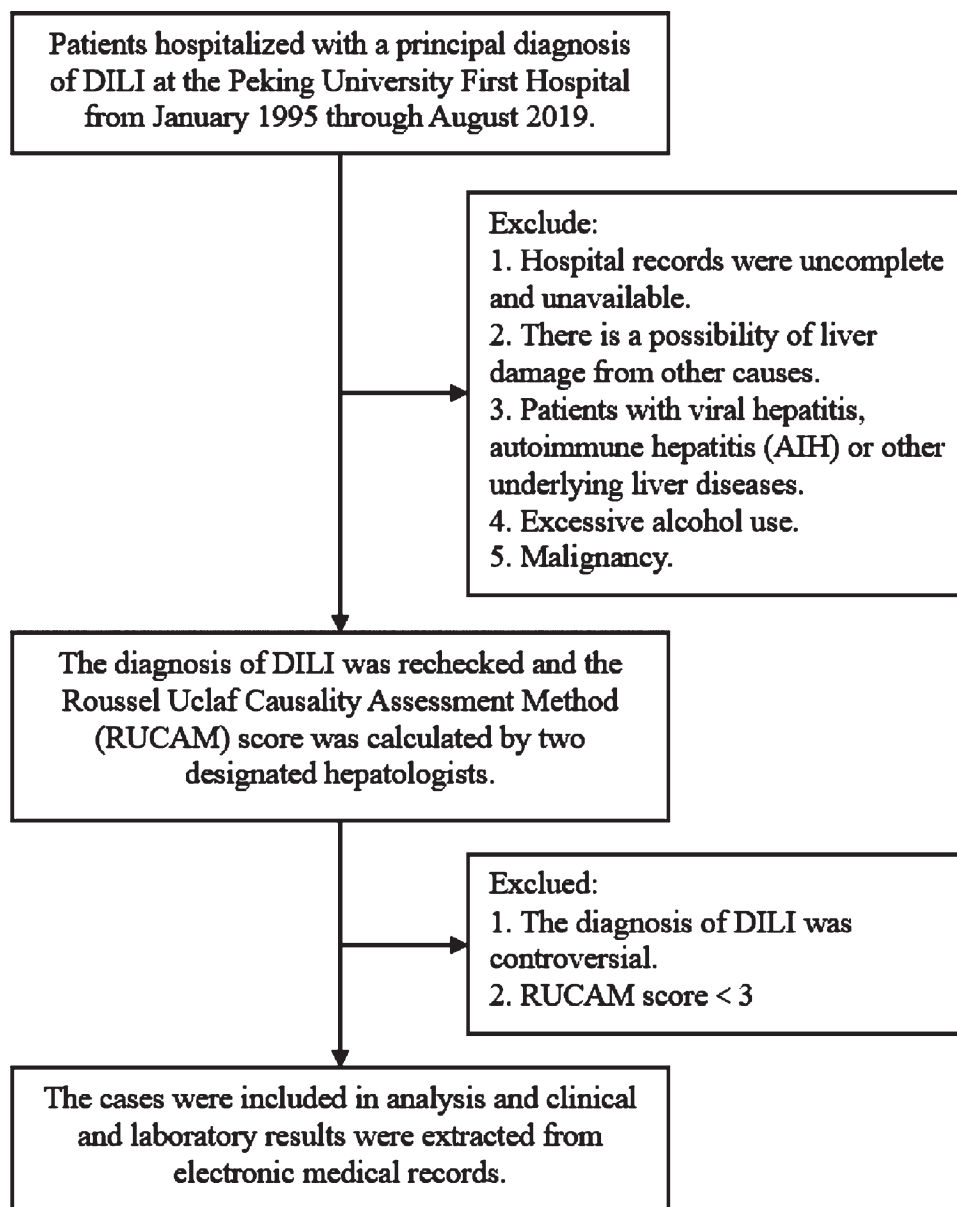 Patients hospitalized with a principal diagnosis
of DILI at the Peking University First Hospital
from January 1995 through August 2019.
Exclude:
1. Hospital records were uncomplete
and unavailable.
2. There is a possibility of liver
damage from other causes.
3. Patients with viral hepatitis,
autoimmune hepatitis (AIH) or other
underlying liver diseases.
4. Excessive alcohol use.
5. Malignancy.
The diagnosis of DILI was rechecked and the
Roussel Uclaf Causality Assessment Method
(RUCAM) score was calculated by two
designated hepatologists.
Exclued:
1. The diagnosis of DILI was
controversial.
2. RUCAM score < 3
The cases were included in analysis and clinical
and laboratory results were extracted from
electronic medical records.